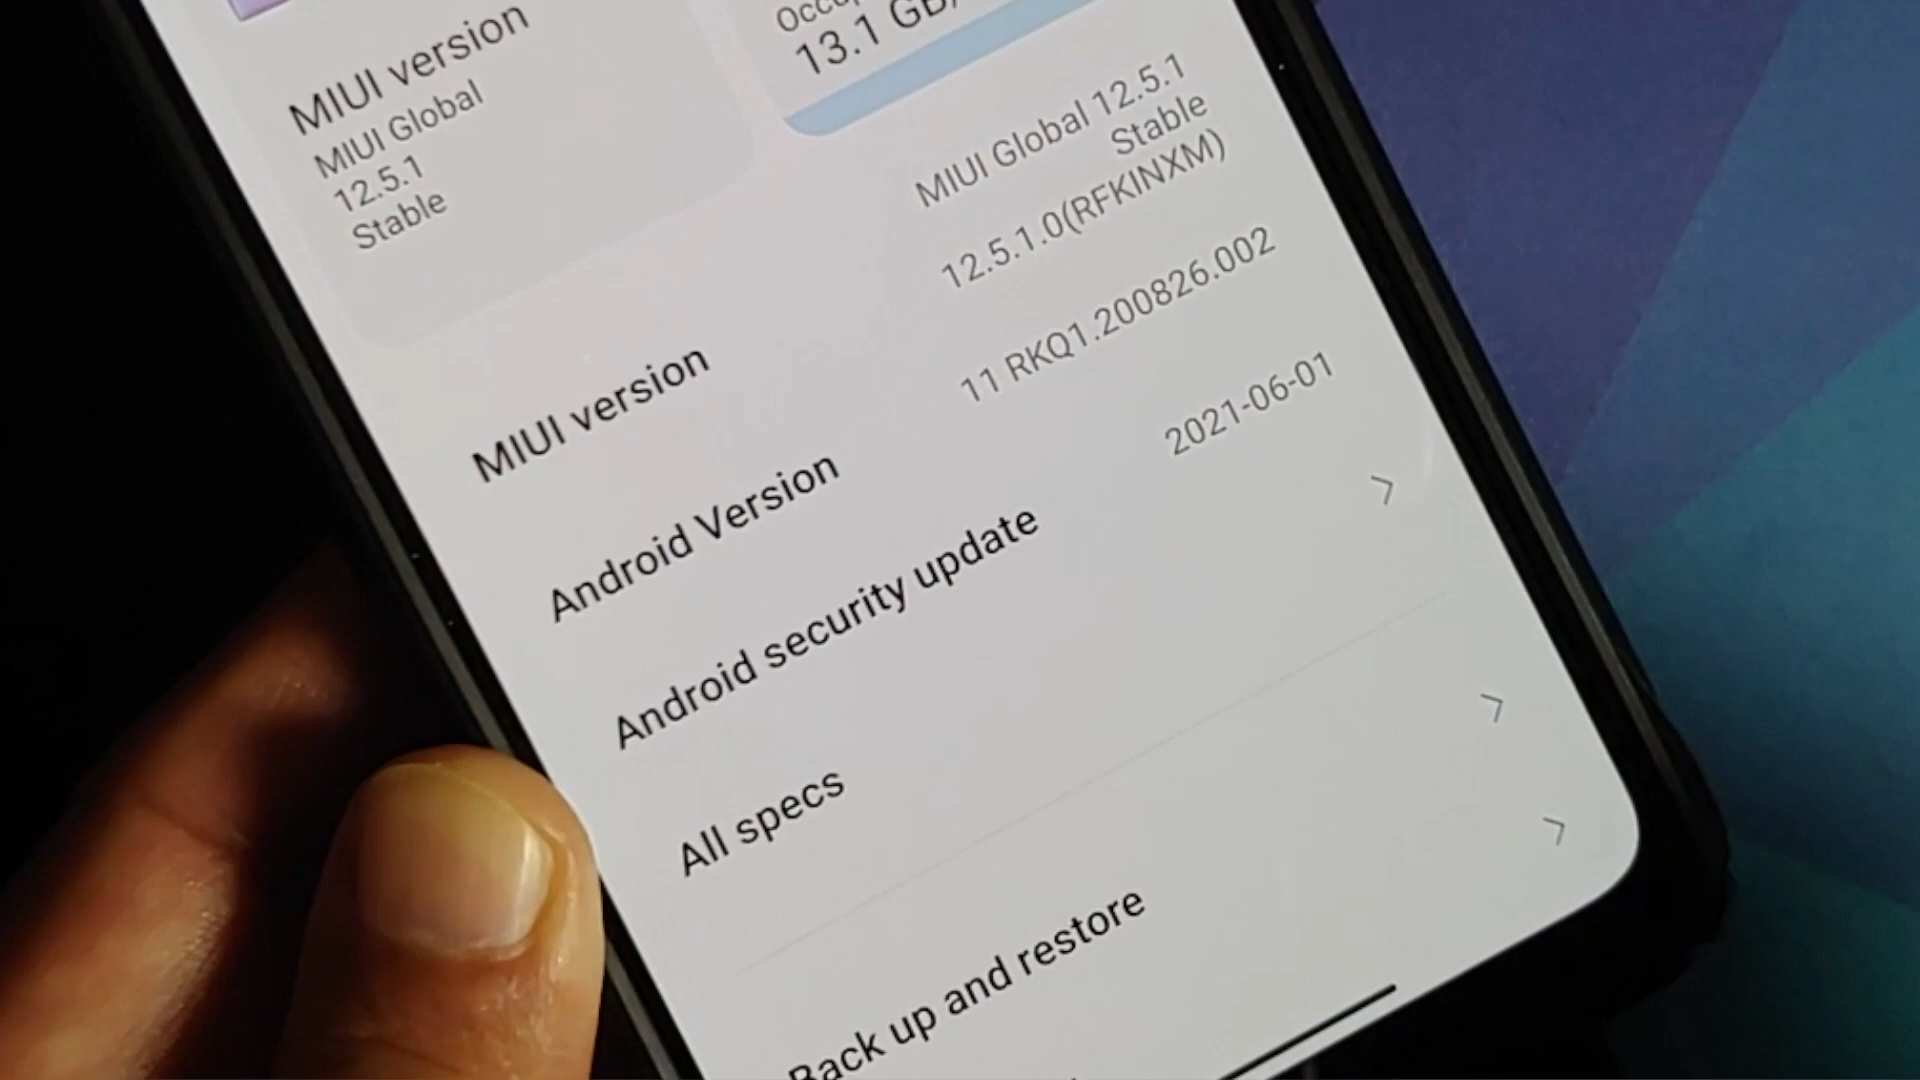 MIUI version
MIUI Global
12.5.1
Stable
13.1 GB/
MIUI Global 12.5.1
Stable
MIUI version
12.5.1.0(RFKINXM)
Android Version
11 RKQ1.200826.002
Android security update
2021-06-01
All specs
Back up and restore